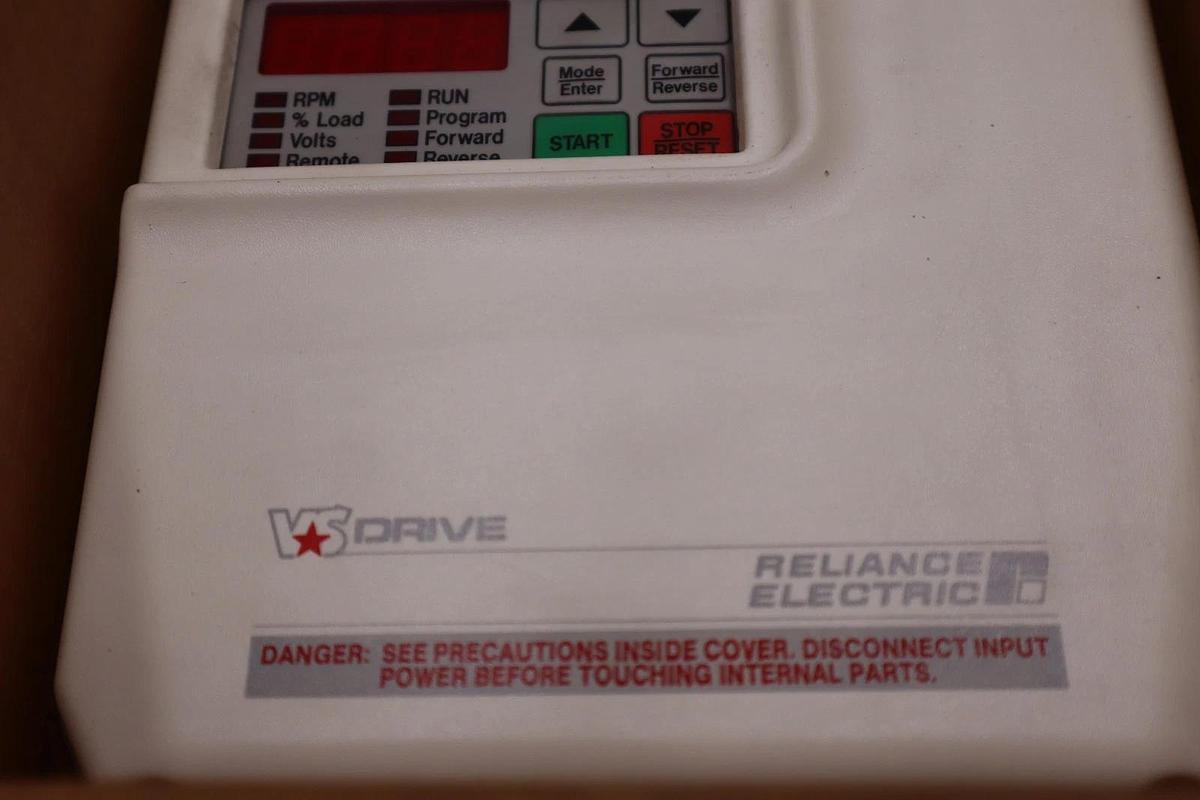 Mode
Enter
Forward
Reverse
RPM
% Load
Volts
Remote
RUN
Program
Forward
Reverse
START
STOP
RESET
VS DRIVE
RELIANCE
ELECTRIC
DANGER: SEE PRECAUTIONS INSIDE COVER. DISCONNECT INPUT
POWER BEFORE TOUCHING INTERNAL PARTS.